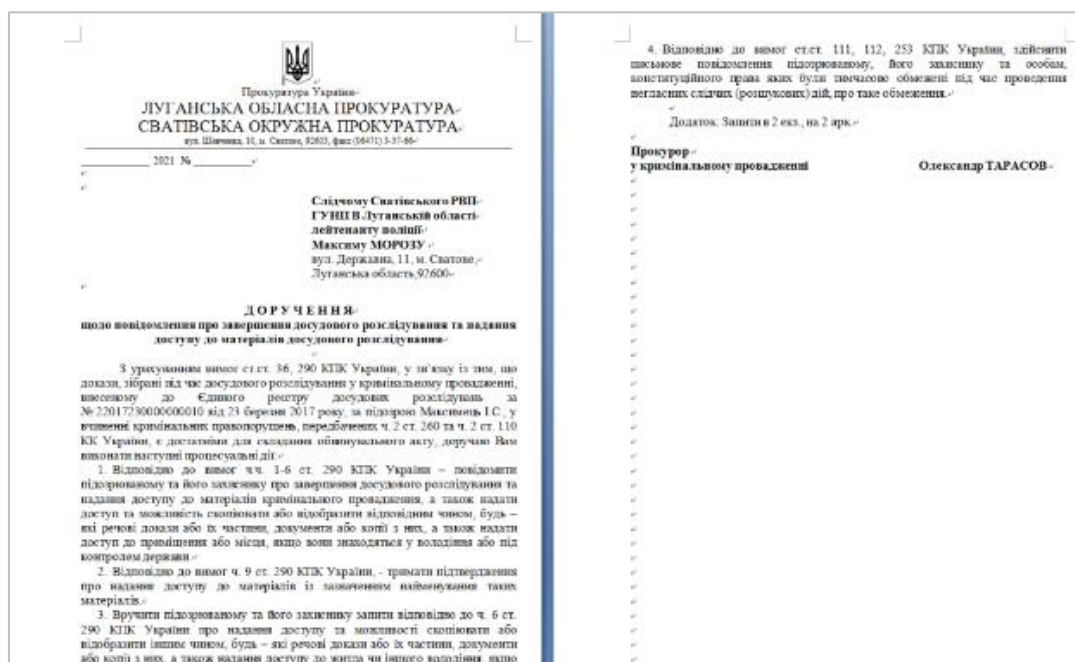 Прокуратура України
ЛУГАНСЬКА ОБЛАСНА ПРОКУРАТУРА
СВАТІВСЬКА ОКРУЖНА ПРОКУРАТУРА
вул. Шевченка, 10, м. Сватове, 92603, факс (06471) 3-37-66
____________ 2021 № __________
Слідчому Сватівського РВП
ГУНП В Луганській області
лейтенанту поліції
Максиму МОРОЗУ
вул. Державна, 11, м. Сватове,
Луганська область,92600
Д О Р У Ч Е Н Н Я
щодо повідомлення про завершення досудового розслідування та надання
доступу до матеріалів досудового розслідування
З урахуванням вимог ст.ст. 36, 290 КПК України, у зв'язку із тим, що
докази, зібрані під час досудового розслідування у кримінальному провадженні,
внесеному до Єдиного реєстру досудових розслідувань за
№ 22017230000000010 від 23 березня 2017 року, за підозрою Максимець І.С., у
вчиненні кримінальних правопорушень, передбачених ч. 2 ст. 260 та ч. 2 ст. 110
КК України, є достатніми для складання обвинувального акту, доручаю Вам
виконати наступні процесуальні дії:
1. Відповідно до вимог ч.ч. 1-6 ст. 290 КПК України – повідомити
підозрюваному та його захиснику про завершення досудового розслідування та
надання доступу до матеріалів кримінального провадження, а також надати
доступ та можливість скопіювати або відобразити відповідним чином, будь –
які речові докази або їх частини, документи або копії з них, а також надати
доступ до приміщення або місця, якщо вони знаходяться у володіння або під
контролем держави.
2. Відповідно до вимог ч. 9 ст. 290 КПК України, - тримати підтвердження
про надання доступу до матеріалів із зазначенням найменування таких
матеріалів.
3. Вручити підозрюваному та його захиснику запити відповідно до ч. 6 ст.
290 КПК України про надання доступу та можливості скопіювати або
відобразити іншим чином, будь – які речові докази або їх частини, документи
або копії з них, а також надання доступу до житла чи іншого володіння, якщо
4. Відповідно до вимог ст.ст. 111, 112, 253 КПК України, здійснити
письмове повідомлення підозрюваному, його захиснику та особам,
конституційного права яких були тимчасово обмежені під час проведення
негласних слідчих (розшукових) дій, про таке обмеження.
Додаток: Запити в 2 екз., на 2 арк.
Прокурор
у кримінальному провадженні Олександр ТАРАСОВ